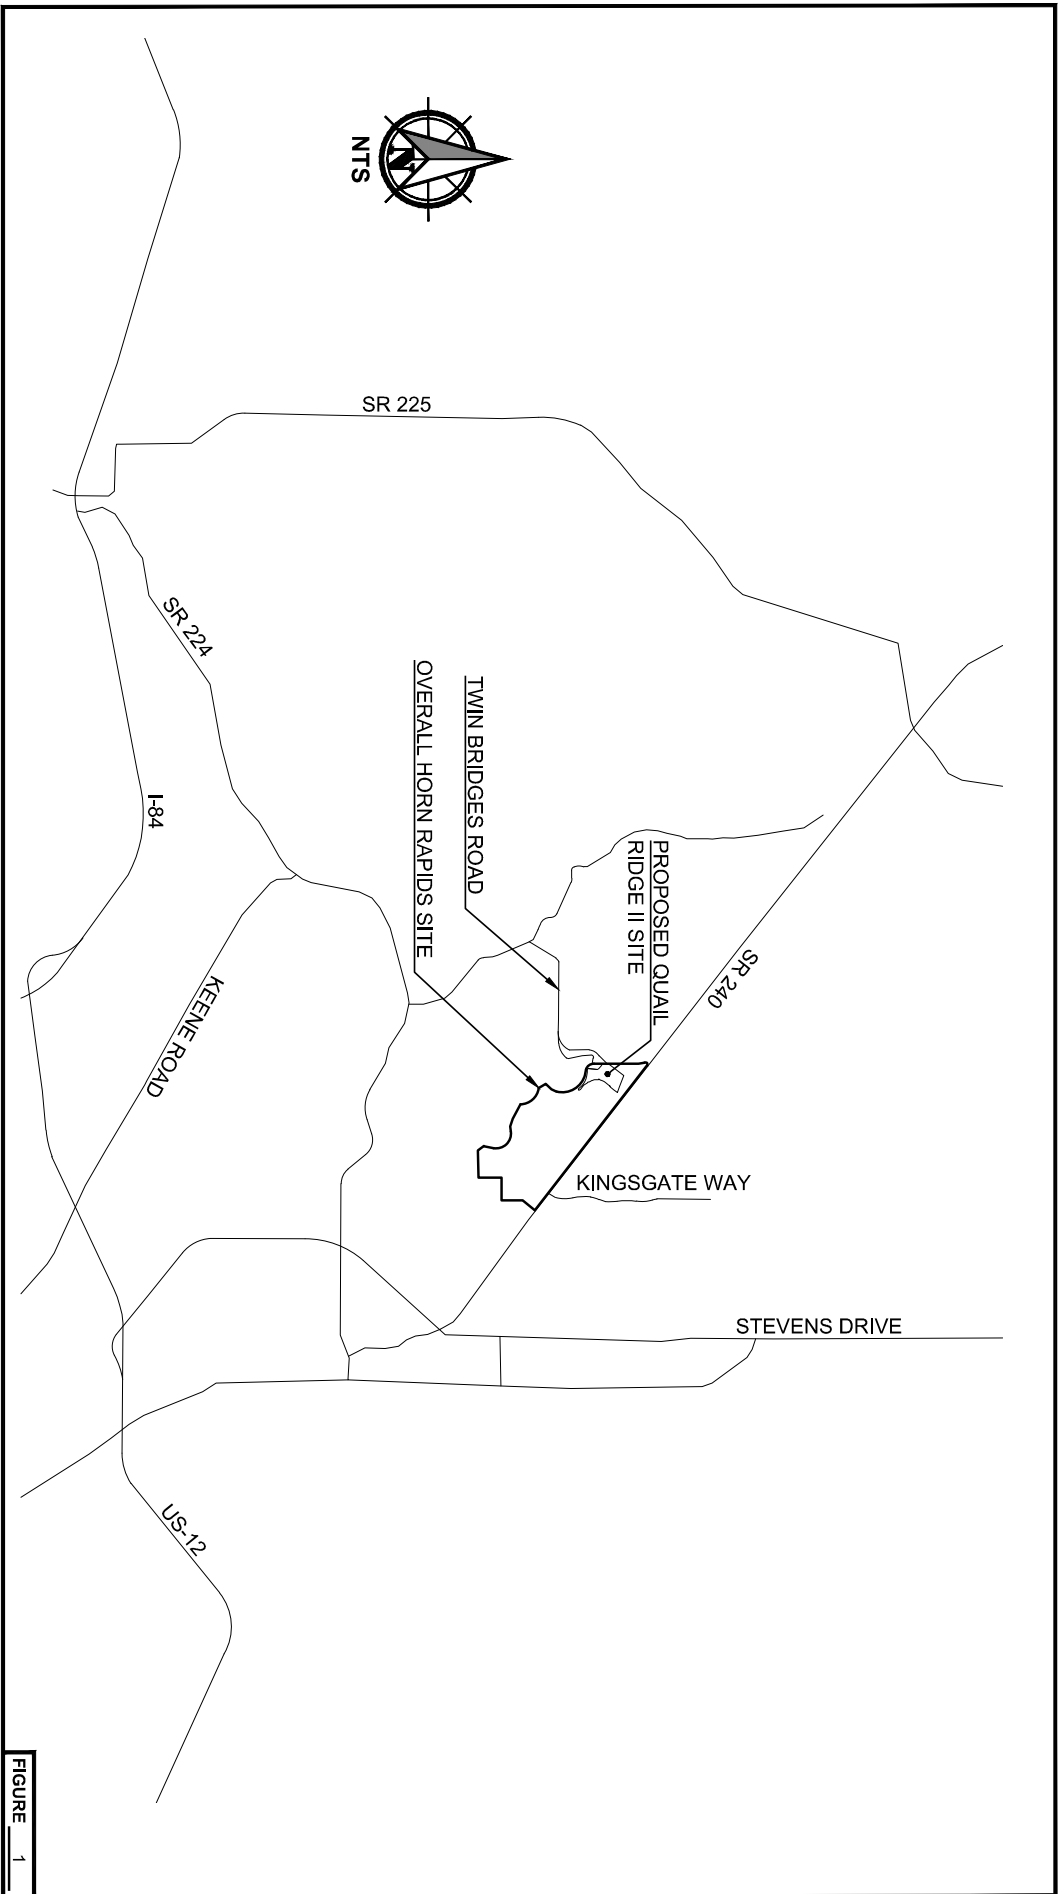 N
NTS
SR 225
SR 224
I-84
KEENE ROAD
OVERALL HORN RAPIDS SITE
TWIN BRIDGES ROAD
PROPOSED QUAIL
RIDGE II SITE
SR 240
KINGSGATE WAY
STEVENS DRIVE
US-12
FIGURE 1